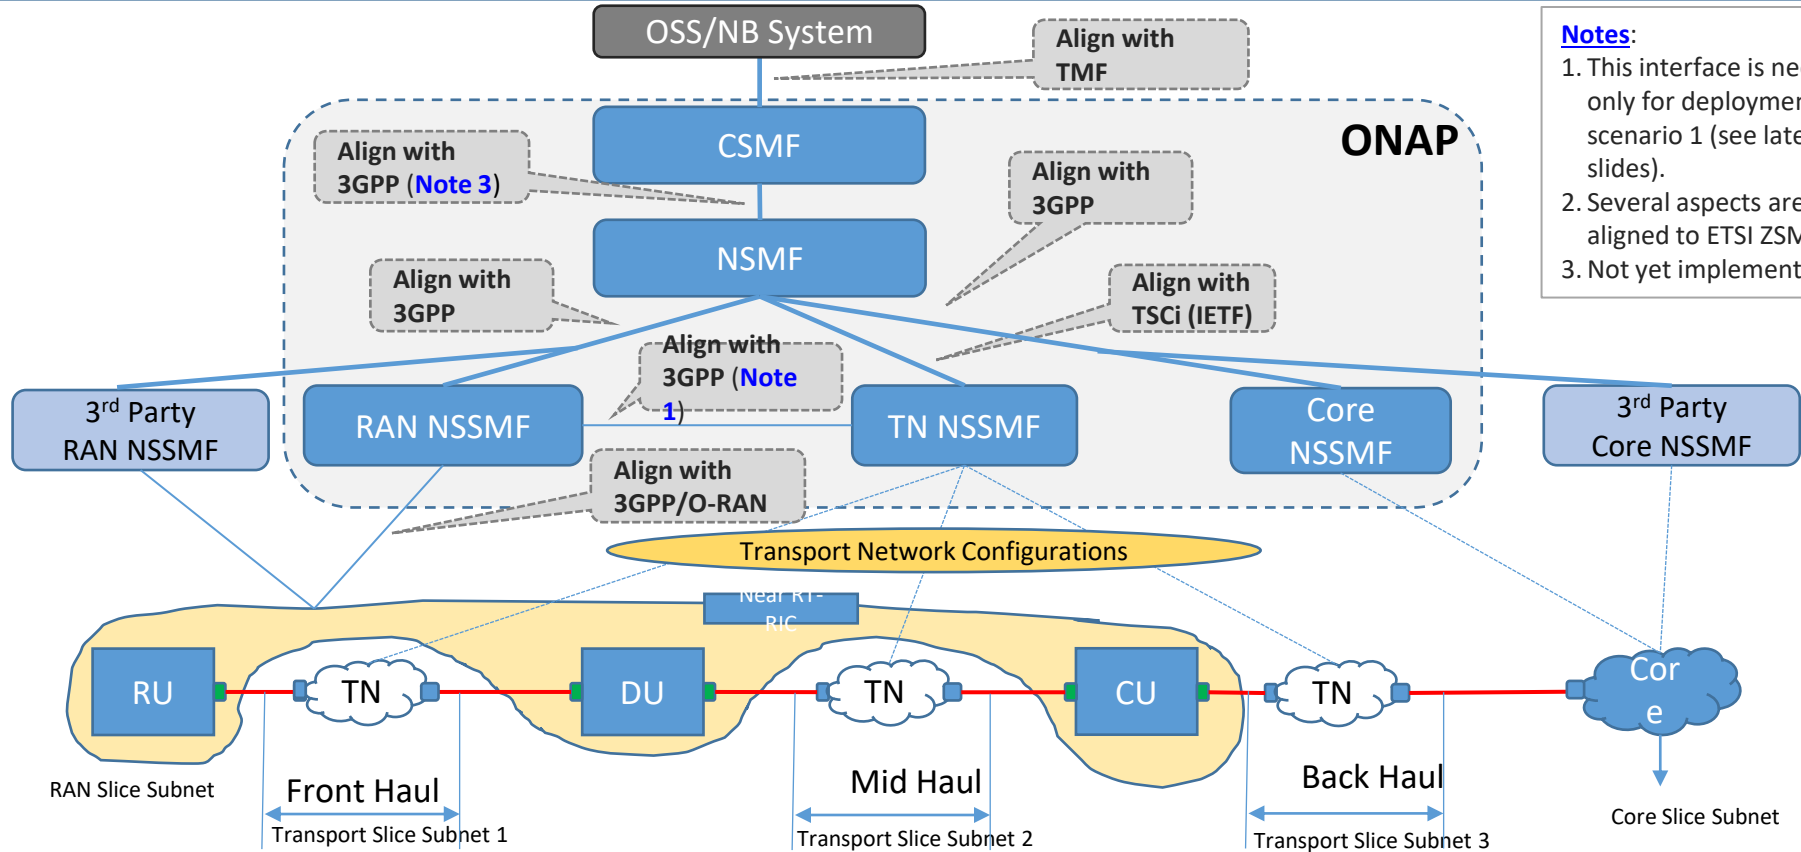 OSS/NB System
Align with
TMF
Notes:
1. This interface is
only for
scenario 1 (see
slides).
2. Several aspects are
aligned to ETSI
3. Not yet
ONAP
CSMF
Align with
3GPP (Note 3)
Align with
3GPP
NSMF
Align with
3GPP
Align with
TSCi (IETF)
Align with
3GPP (Note
1)
3rd Party
RAN NSSMF
RAN NSSMF
TN NSSMF
Core
NSSMF
3rd Party
Core NSSMF
Align with
3GPP/O-RAN
Transport Network Configurations
Near RT-
RIC
RU
TN
DU
TN
CU
TN
Cor
e
RAN Slice Subnet
Front Haul
Mid Haul
Back Haul
Transport Slice Subnet 1
Transport Slice Subnet 2
Transport Slice Subnet 3
Core Slice Subnet